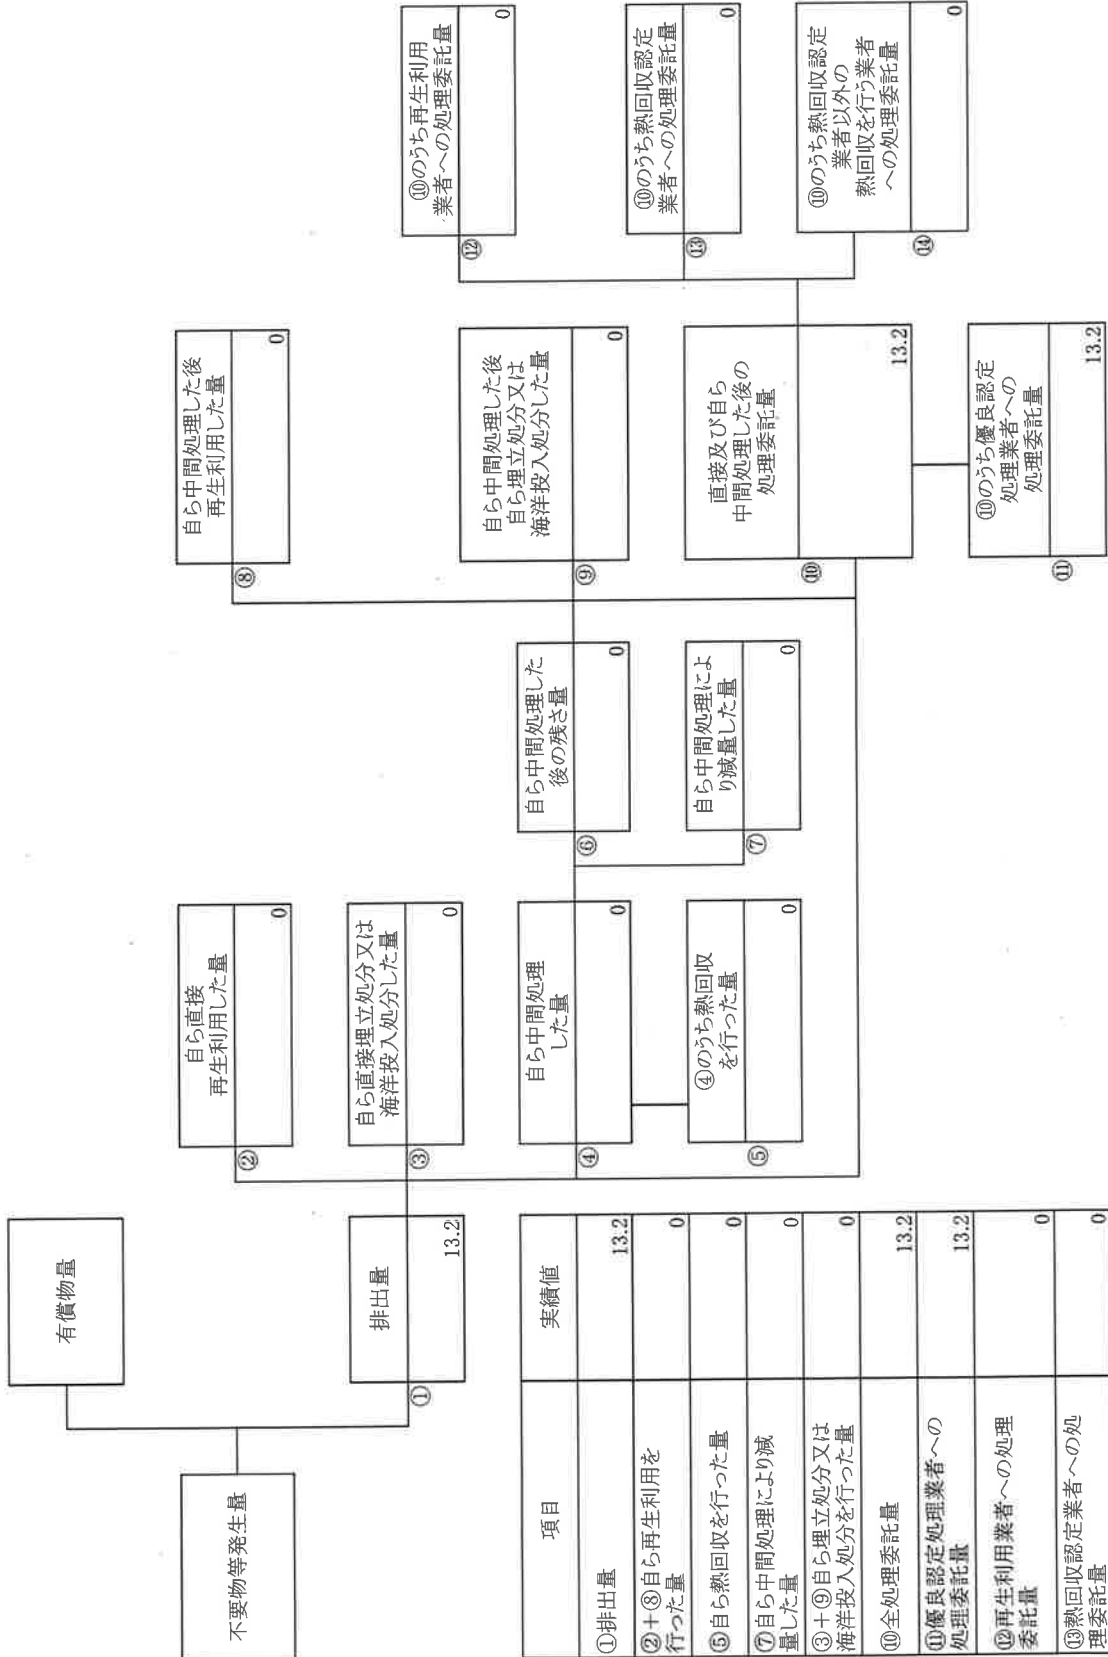 不要物等発生量
有償物量
①
排出量
13.2
②
自ら直接
再生利用した量
0
③
自ら直接埋立処分又は
海洋投入処分した量
0
④
自ら中間処理
した量
0
⑤
④のうち熱回収
を行った量
0
⑥
自ら中間処理した
後の残さ量
0
⑦
自ら中間処理によ
り減量した量
0
⑧
自ら中間処理した後
再生利用した量
0
⑨
自ら中間処理した後
自ら埋立処分又は
海洋投入処分した量
0
⑩
直接及び自ら
中間処理した後の
処理委託量
13.2
⑪
⑩のうち優良認定
処理業者への
処理委託量
13.2
⑫
⑩のうち再生利用
業者への処理委託量
0
⑬
⑩のうち熱回収認定
業者への処理委託量
0
⑭
⑩のうち熱回収認定
業者以外の
熱回収を行う業者
への処理委託量
0
項目 実績値
①排出量 13.2
②+⑧自ら再生利用を
行った量 0
⑤自ら熱回収を行った量 0
⑦自ら中間処理により減
量した量 0
③+⑨自ら埋立処分又は
海洋投入処分を行った量 0
⑩全処理委託量 13.2
⑪優良認定処理業者への
処理委託量 13.2
⑫再生利用業者への処理
委託量 0
⑬熱回収認定業者への処
理委託量 0